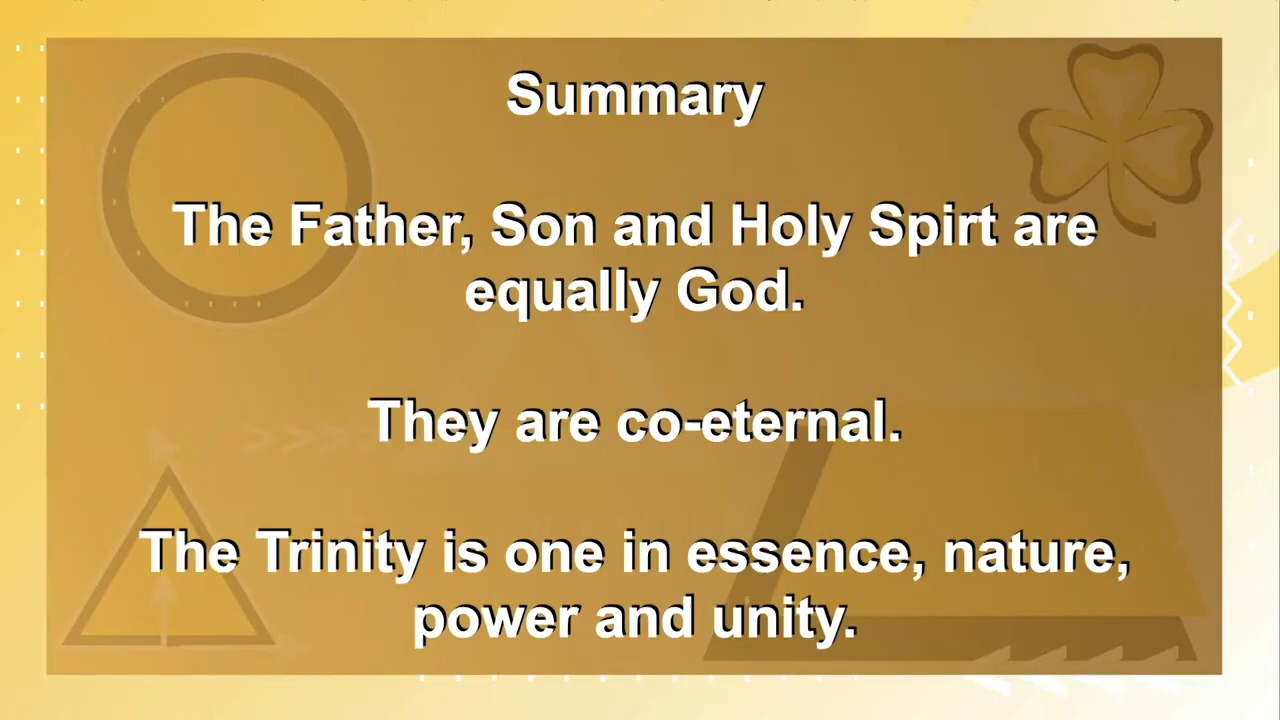 Summary
The Father, Son and Holy Spirt are
equally God.
They are co-eternal.
The Trinity is one in essence, nature,
power and unity.